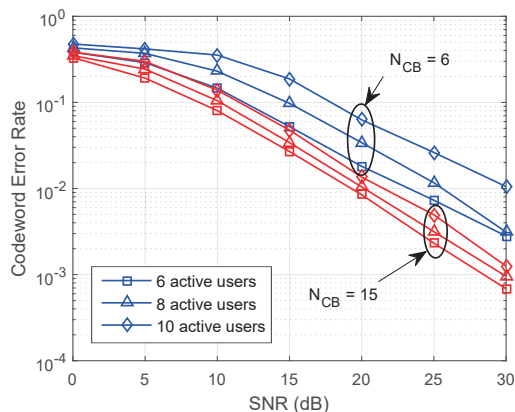 10^0
10^-1
10^-2
10^-3
10^-4
Codeword Error Rate
N_CB = 6
N_CB = 15
6 active users
8 active users
10 active users
0 5 10 15 20 25 30
SNR (dB)